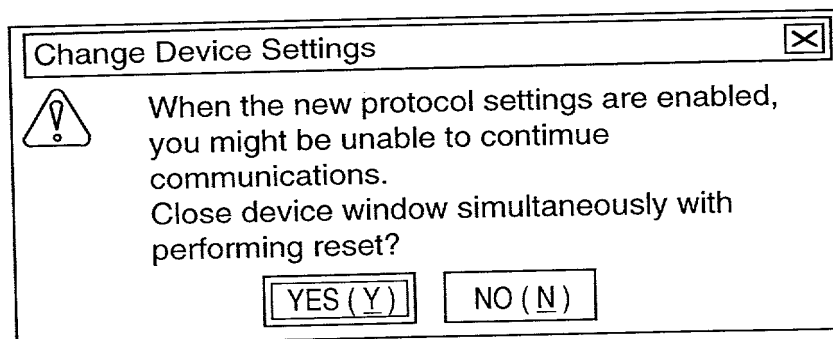 Change Device Settings
When the new protocol settings are enabled,
you might be unable to contimue
communications.
Close device window simultaneously with
performing reset?
YES ( Y ) NO ( N )